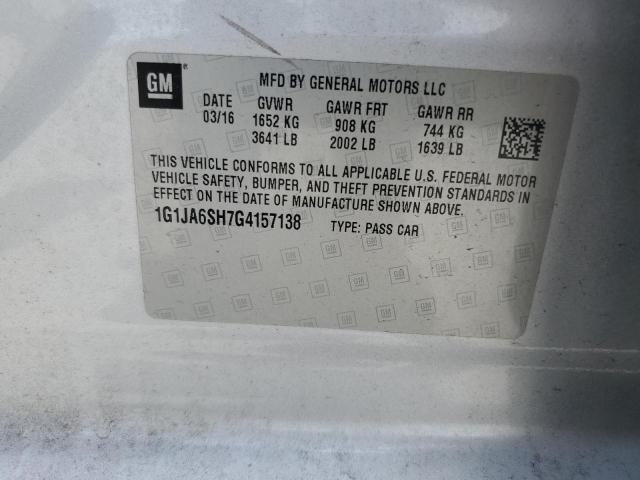 GM
MFD BY GENERAL MOTORS LLC
DATE GVWR GAWR FRT GAWR RR
03/16 1652 KG 908 KG 744 KG
3641 LB 2002 LB 1639 LB
THIS VEHICLE CONFORMS TO ALL APPLICABLE U.S. FEDERAL MOTOR
VEHICLE SAFETY, BUMPER, AND THEFT PREVENTION STANDARDS IN
EFFECT ON THE DATE OF MANUFACTURE SHOWN ABOVE.
1G1JA6SH7G4157138 TYPE: PASS CAR